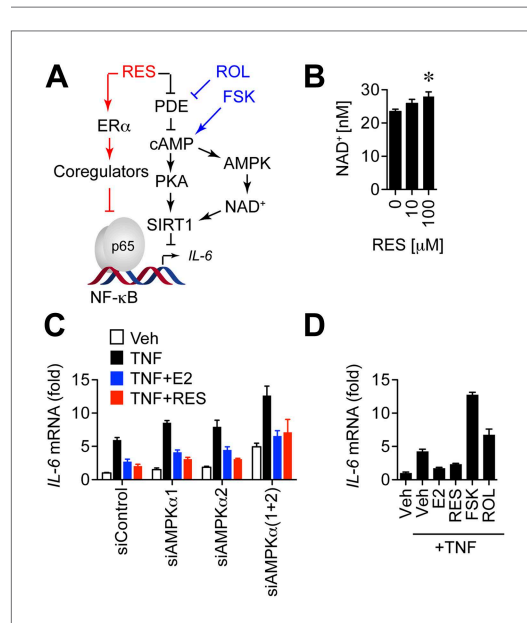 A
RES
ROL
PDE
FSK
ERα
cAMP
Coregulators
AMPK
PKA
NAD⁺
SIRT1
p65
IL-6
NF-κB
B
NAD⁺ [nM]
30
20
10
0
0
10
100
*
RES [μM]
C
Veh
TNF
TNF+E2
TNF+RES
IL-6 mRNA (fold)
15
10
5
0
siControl
siAMPKα1
siAMPKα2
siAMPKα(1+2)
D
IL-6 mRNA (fold)
15
10
5
0
Veh
Veh
E2
RES
FSK
ROL
+TNF